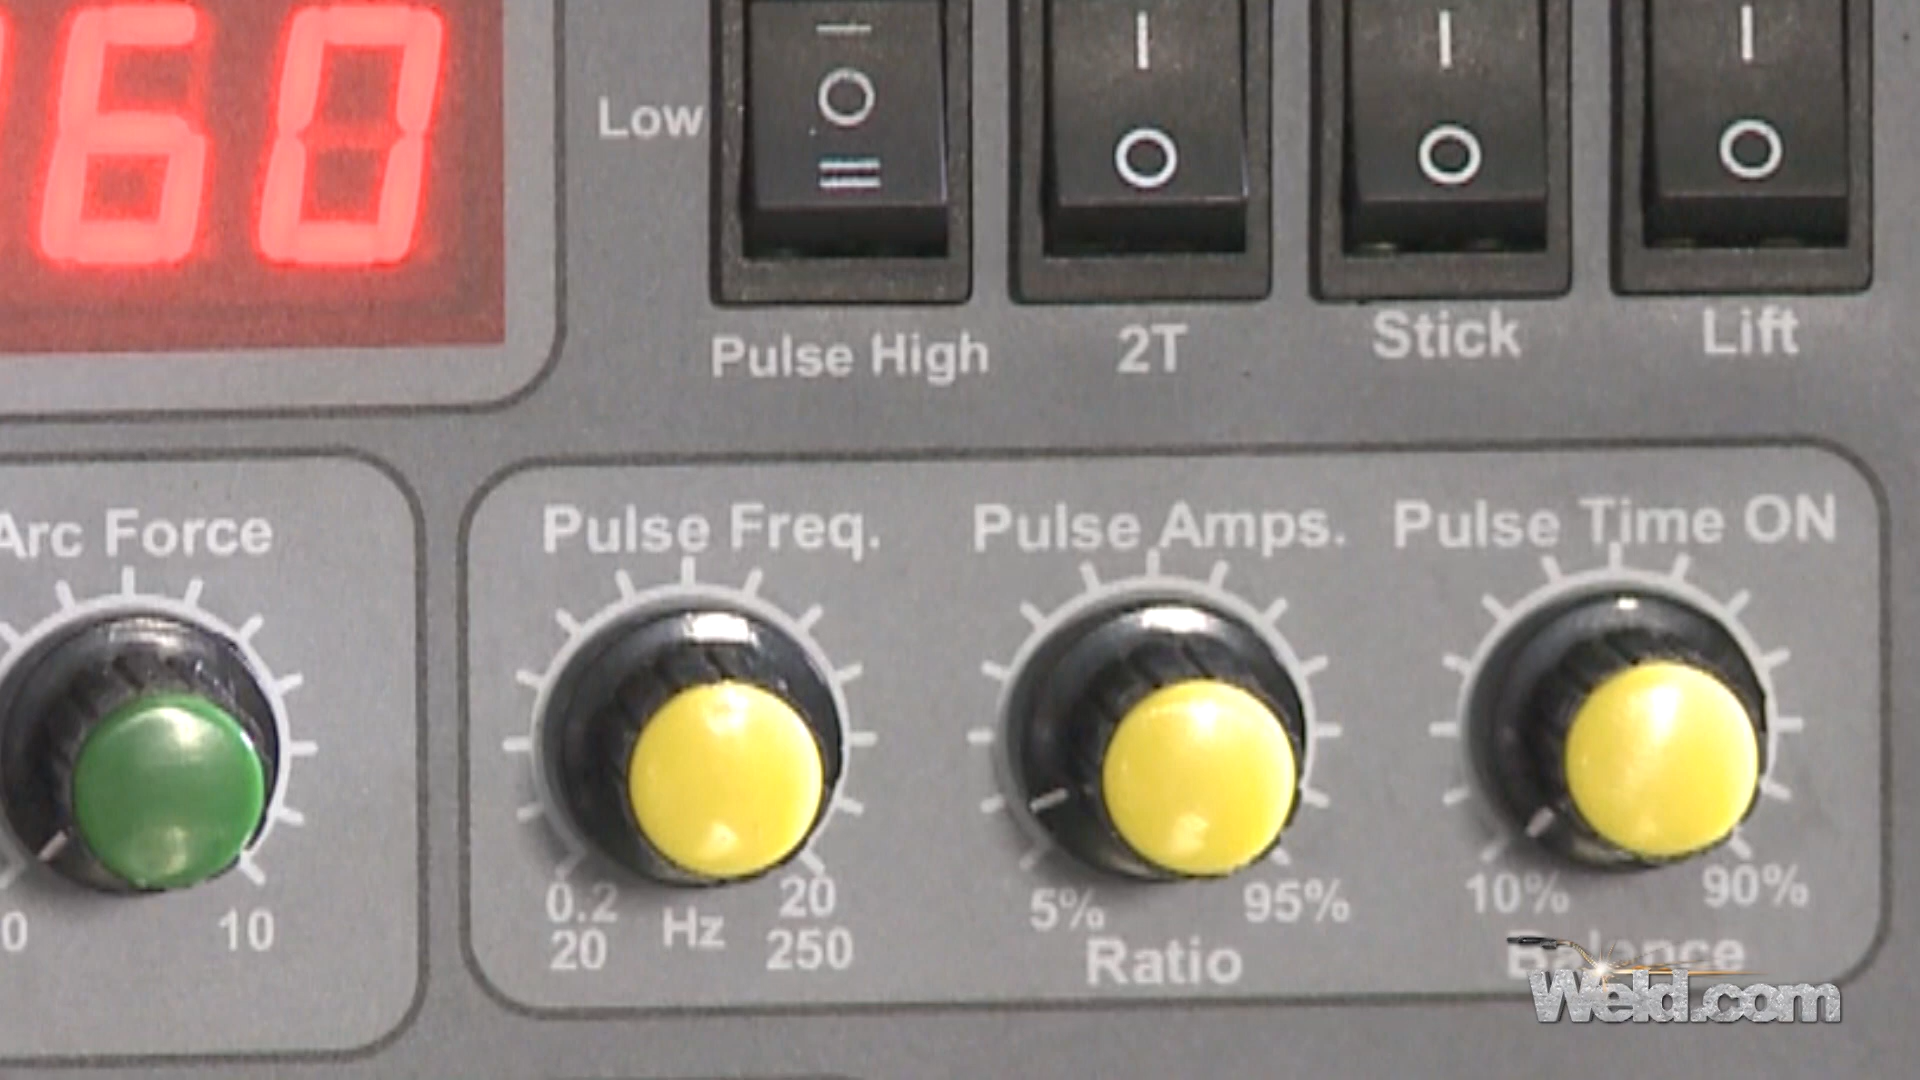 60
Low
Pulse High
2T
Stick
Lift
Arc Force
0
10
Pulse Freq.
0.2
20
Hz
20
250
Pulse Amps.
5%
95%
Ratio
Pulse Time ON
10%
90%
Balance
Weld.com